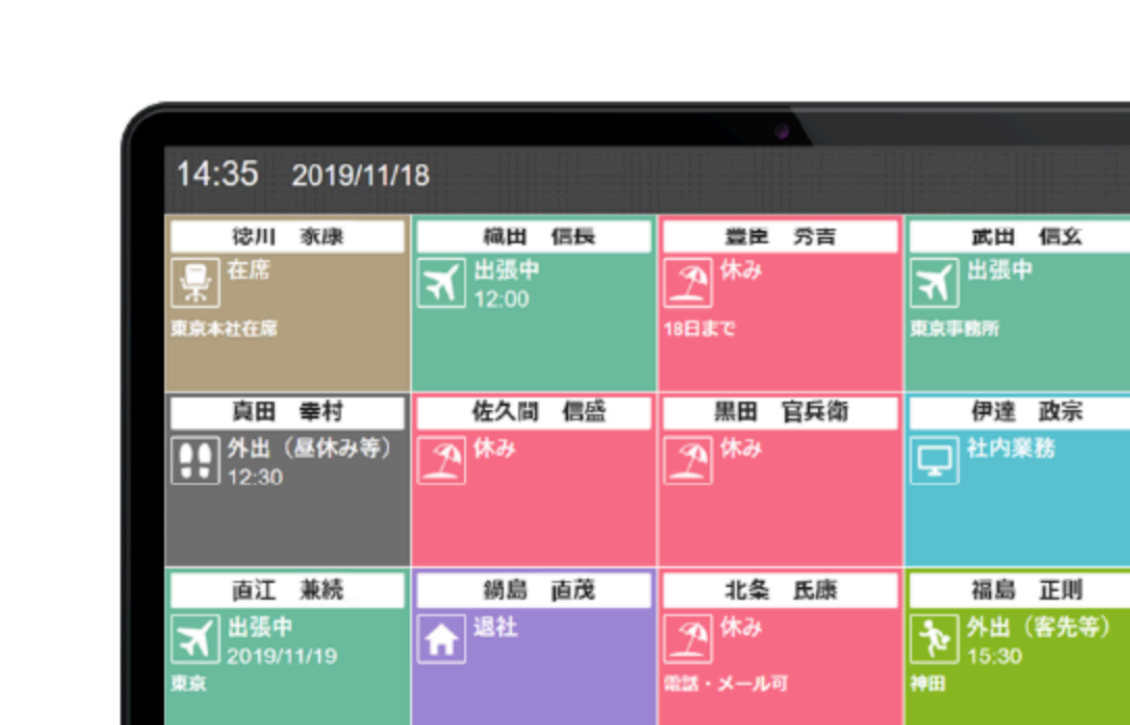 14:35 2019/11/18
徳川 家康
在席
東京本社在席
織田 信長
出張中
12:00
豊臣 秀吉
休み
18日まで
武田 信玄
出張中
東京事務所
真田 幸村
外出（昼休み等）
12:30
佐久間 信盛
休み
黒田 官兵衛
休み
伊達 政宗
社内業務
直江 兼続
出張中
2019/11/19
東京
鍋島 直茂
退社
北条 氏康
休み
電話・メール可
福島 正則
外出（客先等）
15:30
神田